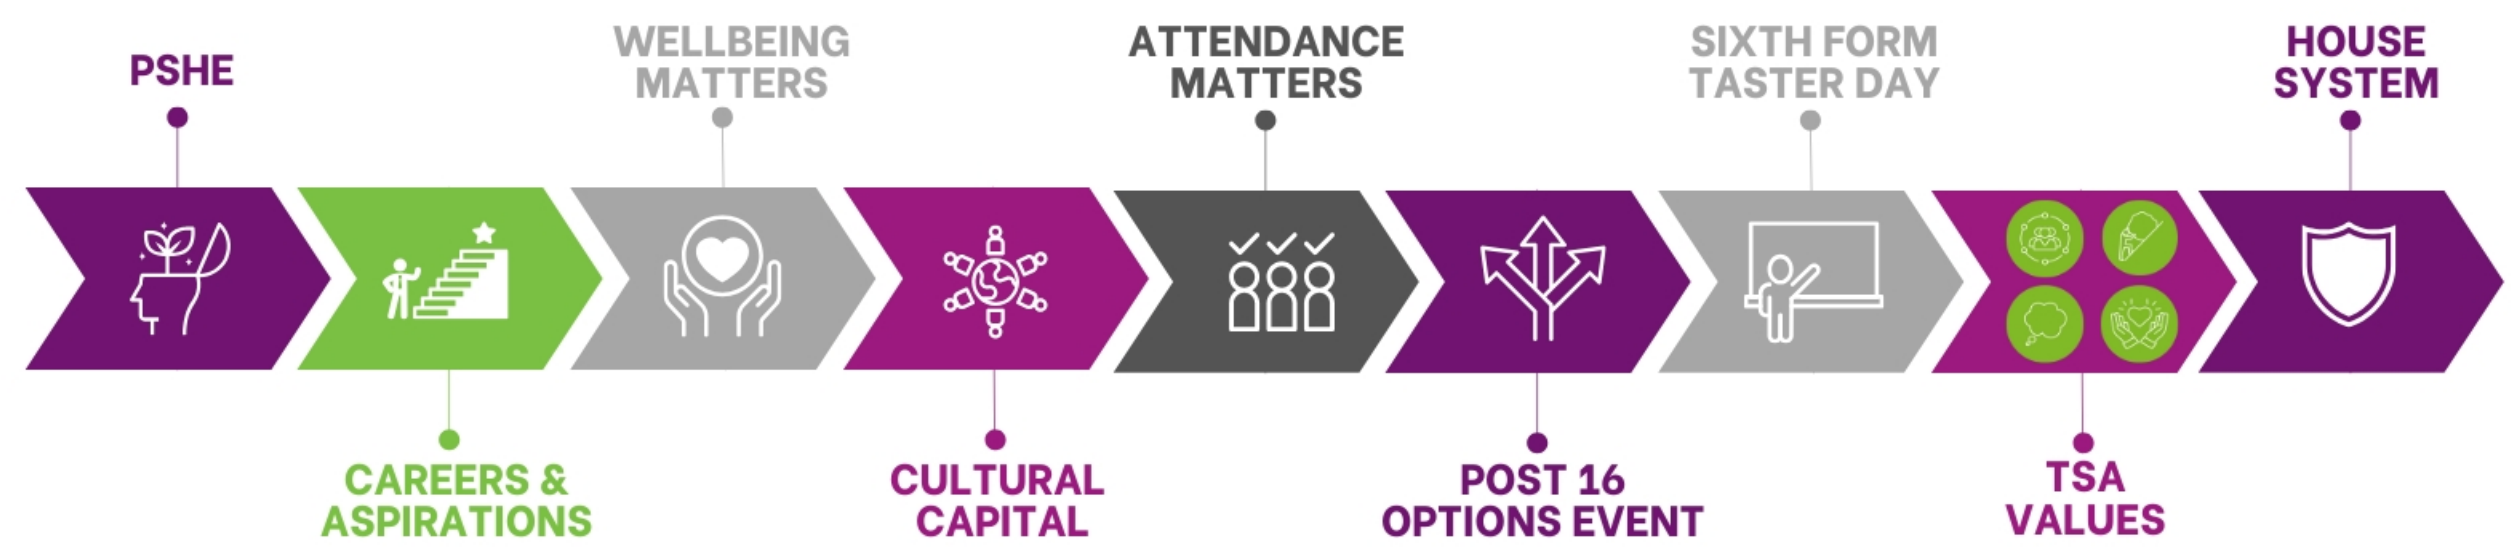 PSHE
WELLBEING
MATTERS
ATTENDANCE
MATTERS
SIXTH FORM
TASTER DAY
HOUSE
SYSTEM
CAREERS &
ASPIRATIONS
CULTURAL
CAPITAL
POST 16
OPTIONS EVENT
TSA
VALUES